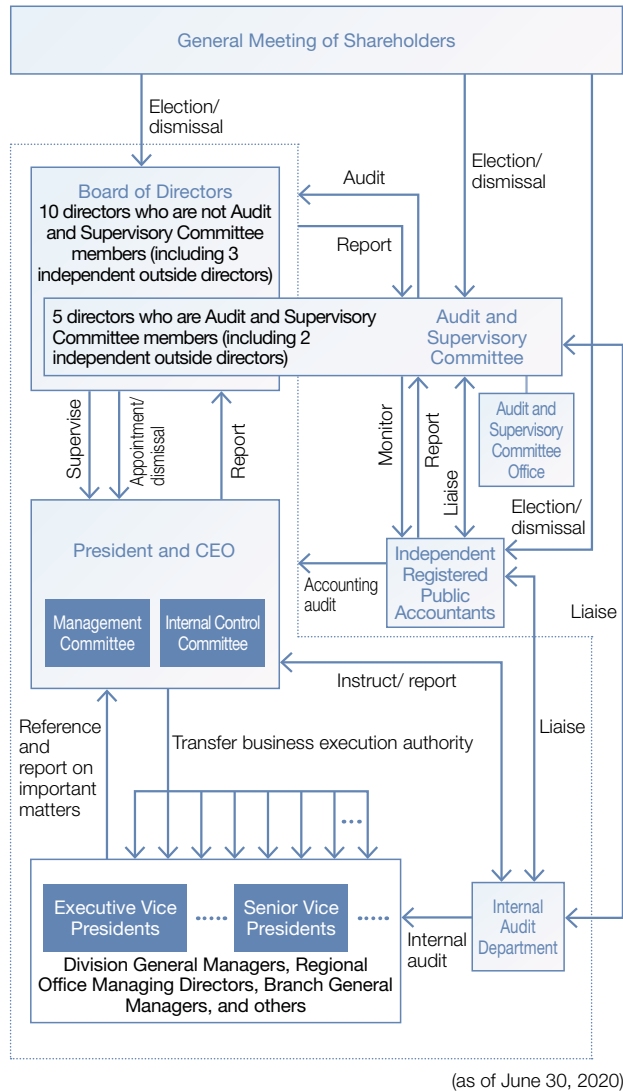 General Meeting of Shareholders
Election/
dismissal
Election/
dismissal
Board of Directors
10 directors who are not Audit
and Supervisory Committee
members (including 3
independent outside directors)
Audit
Report
5 directors who are Audit and Supervisory
Committee members (including 2
independent outside directors)
Audit and
Supervisory
Committee
Supervise
Appointment/
dismissal
Report
Monitor
Report
Liaise
Audit and
Supervisory
Committee
Office
Election/
dismissal
President and CEO
Management
Committee
Internal Control
Committee
Accounting
audit
Independent
Registered
Public
Accountants
Liaise
Instruct/ report
Reference
and
report on
important
matters
Transfer business execution authority
Liaise
...
Executive Vice
Presidents
.....
Senior Vice
Presidents
.....
Division General Managers, Regional
Office Managing Directors, Branch General
Managers, and others
Internal
audit
Internal
Audit
Department
(as of June 30, 2020)